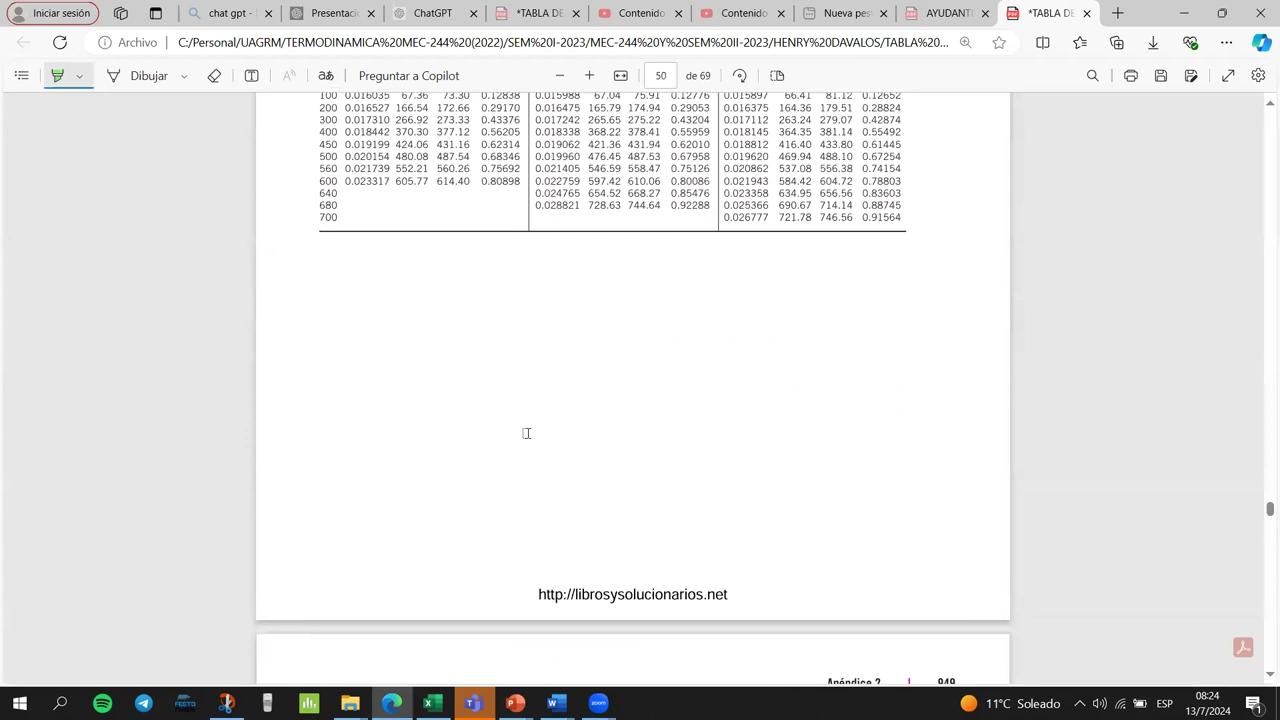 Iniciar sesión
chat gpt -
Presentacio
ChatGPT
*TABLA DE
Contenido
Contenido
Nueva pes
AYUDANT
*TABLA DE
Archivo
C:/Personal/UAGRM/TERMODINAMICA%20MEC-244%20(2022)/SEM%20I-2023/MEC-244%20Y%20SEM%20II-2023/HENRY%20DAVALOS/TABLA%20...
Dibujar
Preguntar a Copilot
50 de 69
100 0.016035 67.36 73.30 0.12838 0.015988 67.04 75.91 0.12776 0.015897 66.41 81.12 0.12652
200 0.016527 166.54 172.66 0.29170 0.016475 165.79 174.94 0.29053 0.016375 164.36 179.51 0.28824
300 0.017310 266.92 273.33 0.43376 0.017242 265.65 275.22 0.43204 0.017112 263.24 279.07 0.42874
400 0.018442 370.30 377.12 0.56205 0.018338 368.22 378.41 0.55959 0.018145 364.35 381.14 0.55492
450 0.019199 424.06 431.16 0.62314 0.019062 421.36 431.94 0.62010 0.018812 416.40 433.80 0.61445
500 0.020154 480.08 487.54 0.68346 0.019960 476.45 487.53 0.67958 0.019620 469.94 488.10 0.67254
560 0.021739 552.21 560.26 0.75692 0.021405 546.59 558.47 0.75126 0.020862 537.08 556.38 0.74154
600 0.023317 605.77 614.40 0.80898 0.022759 597.42 610.06 0.80086 0.021943 584.42 604.72 0.78803
640 0.024765 654.52 668.27 0.85476 0.023358 634.95 656.56 0.83603
680 0.028821 728.63 744.64 0.92288 0.025366 690.67 714.14 0.88745
700 0.026777 721.78 746.56 0.91564
http://librosysolucionarios.net
Apéndice 2 | 949
11°C Soleado
ESP
08:24
13/7/2024